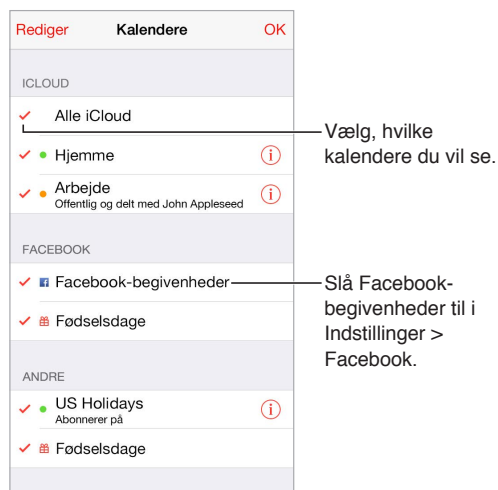 Rediger Kalendere OK
ICLOUD
Alle iCloud
Hjemme
Arbejde
Offentlig og delt med John Appleseed
FACEBOOK
Facebook-begivenheder
Fødselsdage
ANDRE
US Holidays
Abonnerer på
Fødselsdage
Vælg, hvilke
kalendere du vil se.
Slå Facebook-
begivenheder til i
Indstillinger >
Facebook.